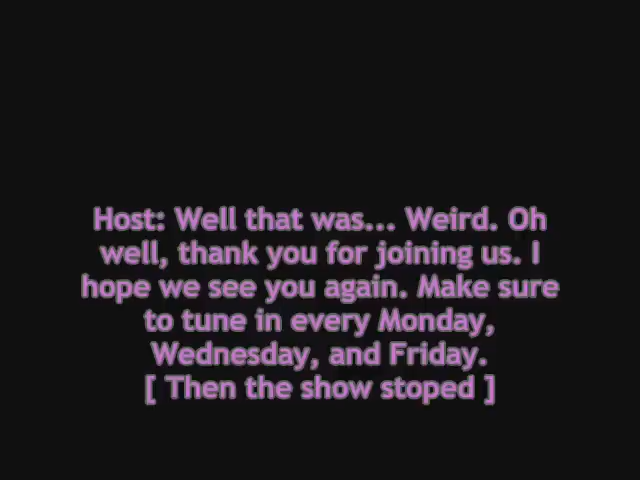 Host: Well that was... Weird. Oh
well, thank you for joining us. I
hope we see you again. Make sure
to tune in every Monday,
Wednesday, and Friday.
[ Then the show stoped ]